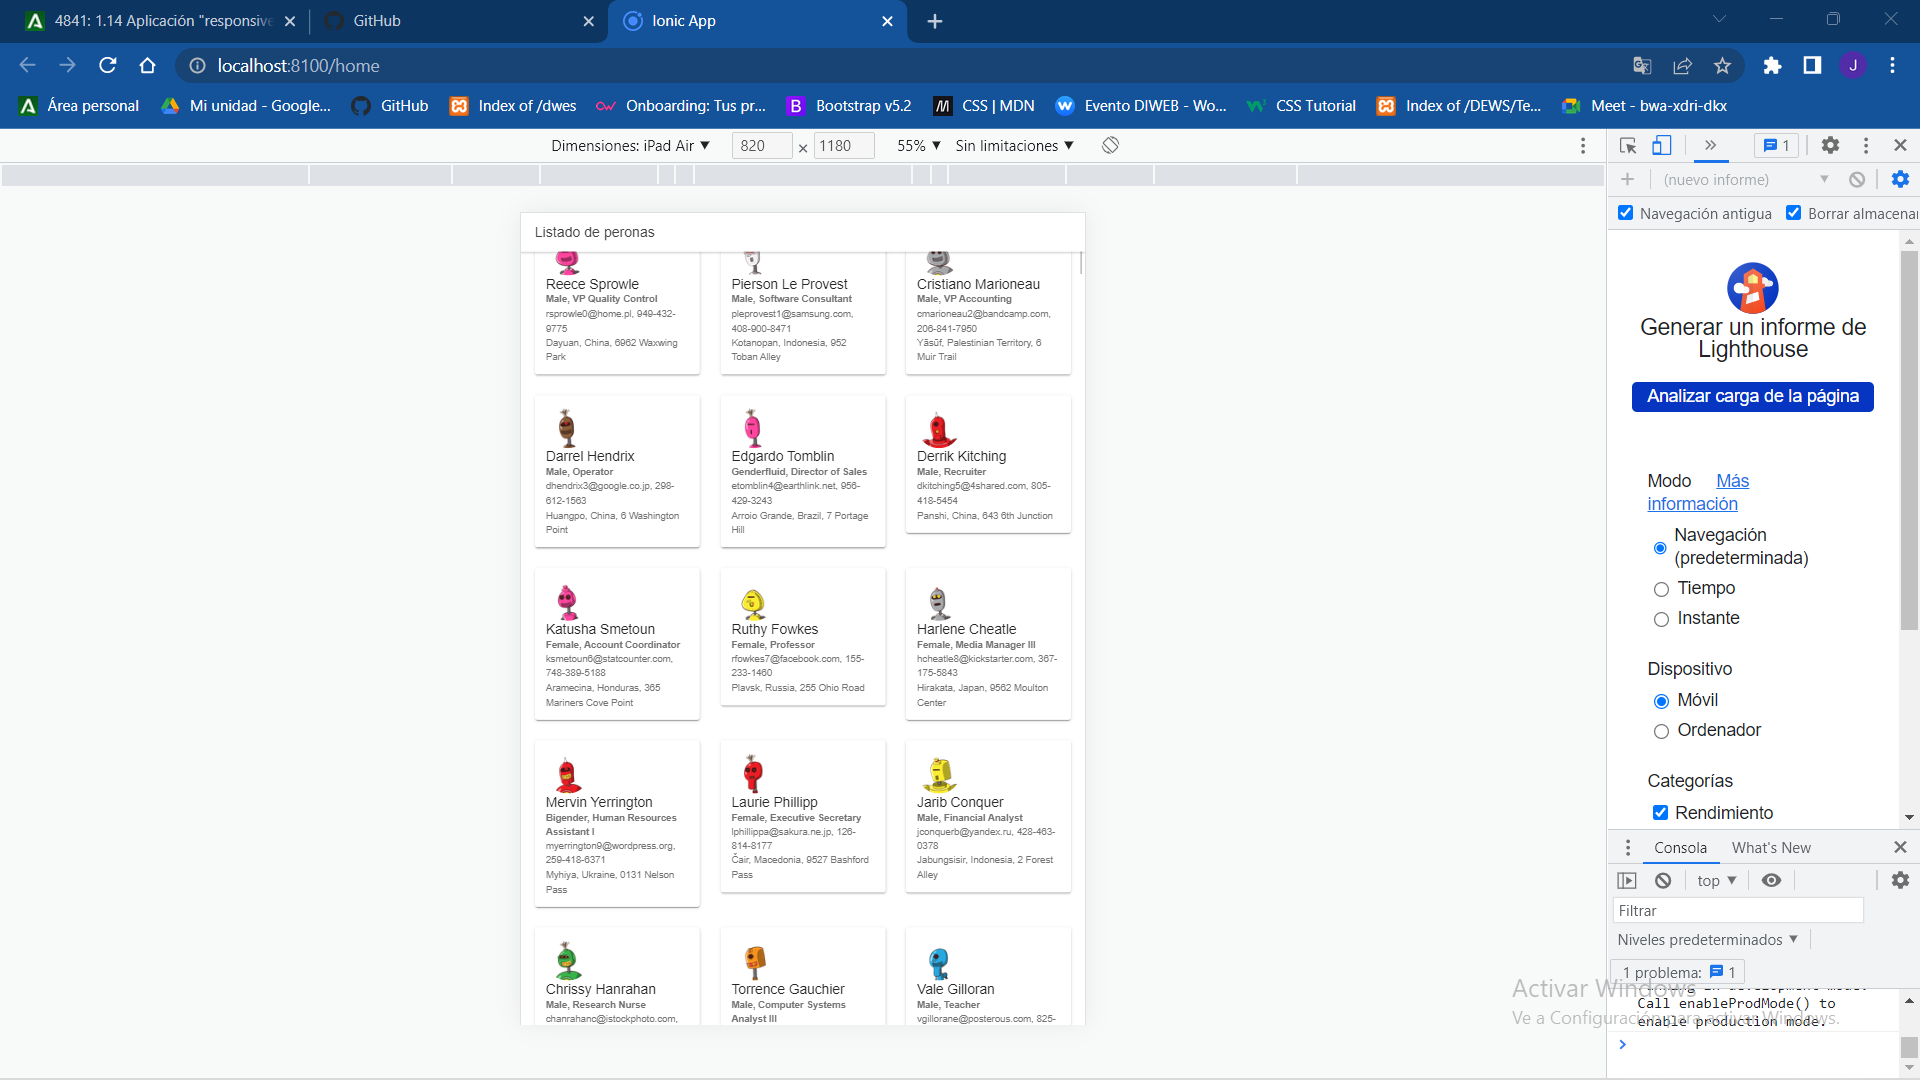 4841: 1.14 Aplicación "responsive
GitHub
Ionic App
localhost:8100/home
J
Área personal
Mi unidad - Google...
GitHub
Index of /dwes
Onboarding: Tus pr...
Bootstrap v5.2
CSS | MDN
Evento DIWEB - Wo...
CSS Tutorial
Index of /DEWS/Te...
Meet - bwa-xdri-dkx
Dimensiones: iPad Air
820
x
1180
55%
Sin limitaciones
1
(nuevo informe)
Navegación antigua
Borrar almacenar
Listado de peronas
Reece Sprowle
Male, VP Quality Control
rsprowle0@home.pl, 949-432-
9775
Dayuan, China, 6962 Waxwing
Park
Pierson Le Provest
Male, Software Consultant
pleprovest1@samsung.com,
408-900-8471
Kotanopan, Indonesia, 952
Toban Alley
Cristiano Marioneau
Male, VP Accounting
cmarioneau2@bandcamp.com,
206-841-7950
Yāsūf, Palestinian Territory, 6
Muir Trail
Darrel Hendrix
Male, Operator
dhendrix3@google.co.jp, 298-
612-1563
Huangpo, China, 6 Washington
Point
Edgardo Tomblin
Genderfluid, Director of Sales
etomblin4@earthlink.net, 956-
429-3243
Arroio Grande, Brazil, 7 Portage
Hill
Derrik Kitching
Male, Recruiter
dkitching5@4shared.com, 805-
418-5454
Panshi, China, 643 6th Junction
Katusha Smetoun
Female, Account Coordinator
ksmetoun6@statcounter.com,
748-389-5188
Aramecina, Honduras, 365
Mariners Cove Point
Ruthy Fowkes
Female, Professor
rfowkes7@facebook.com, 155-
233-1460
Plavsk, Russia, 255 Ohio Road
Harlene Cheatle
Female, Media Manager III
hcheatle8@kickstarter.com, 367-
175-5843
Hirakata, Japan, 9562 Moulton
Center
Mervin Yerrington
Bigender, Human Resources
Assistant I
myerrington9@wordpress.org,
259-418-6371
Myhiya, Ukraine, 0131 Nelson
Pass
Laurie Phillipp
Female, Executive Secretary
lphillippa@sakura.ne.jp, 126-
814-8177
Čair, Macedonia, 9527 Bashford
Pass
Jarib Conquer
Male, Financial Analyst
jconquerb@yandex.ru, 428-463-
0378
Jabungsisir, Indonesia, 2 Forest
Alley
Chrissy Hanrahan
Male, Research Nurse
chanrahanc@istockphoto.com,
Torrence Gauchier
Male, Computer Systems
Analyst III
Vale Gilloran
Male, Teacher
vgillorane@posterous.com, 825-
Generar un informe de
Lighthouse
Analizar carga de la página
Modo
Más
información
Navegación
(predeterminada)
Tiempo
Instante
Dispositivo
Móvil
Ordenador
Categorías
Rendimiento
Consola
What's New
top
Filtrar
Niveles predeterminados
1 problema:
1
running in development mode.
Call enableProdMode() to
enable production mode.
Activar Windows
Ve a Configuración para activar Windows.